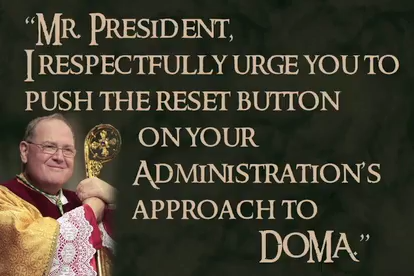 “Mr. President,
I respectfully urge you to
push the reset button
on your
Administration’s
approach to
DOMA.”